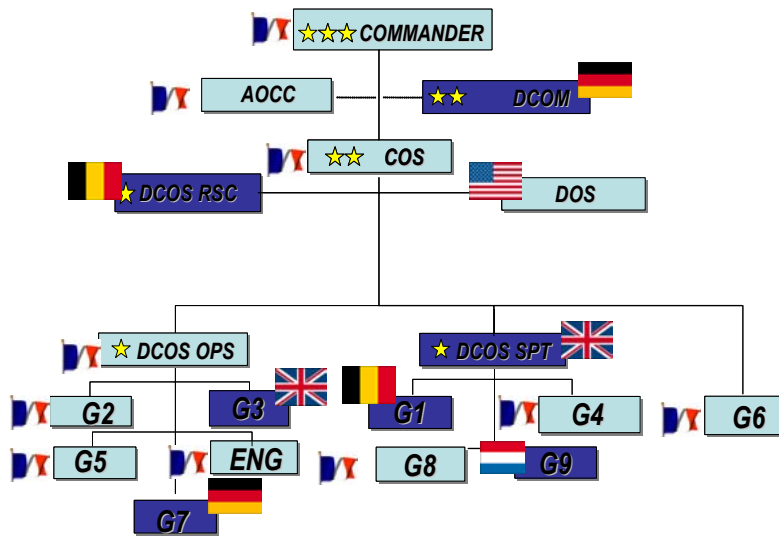 COMMANDER
AOCC
DCOM
COS
DCOS RSC
DOS
DCOS OPS
DCOS SPT
G2
G3
G1
G4
G6
G5
ENG
G8
G9
G7